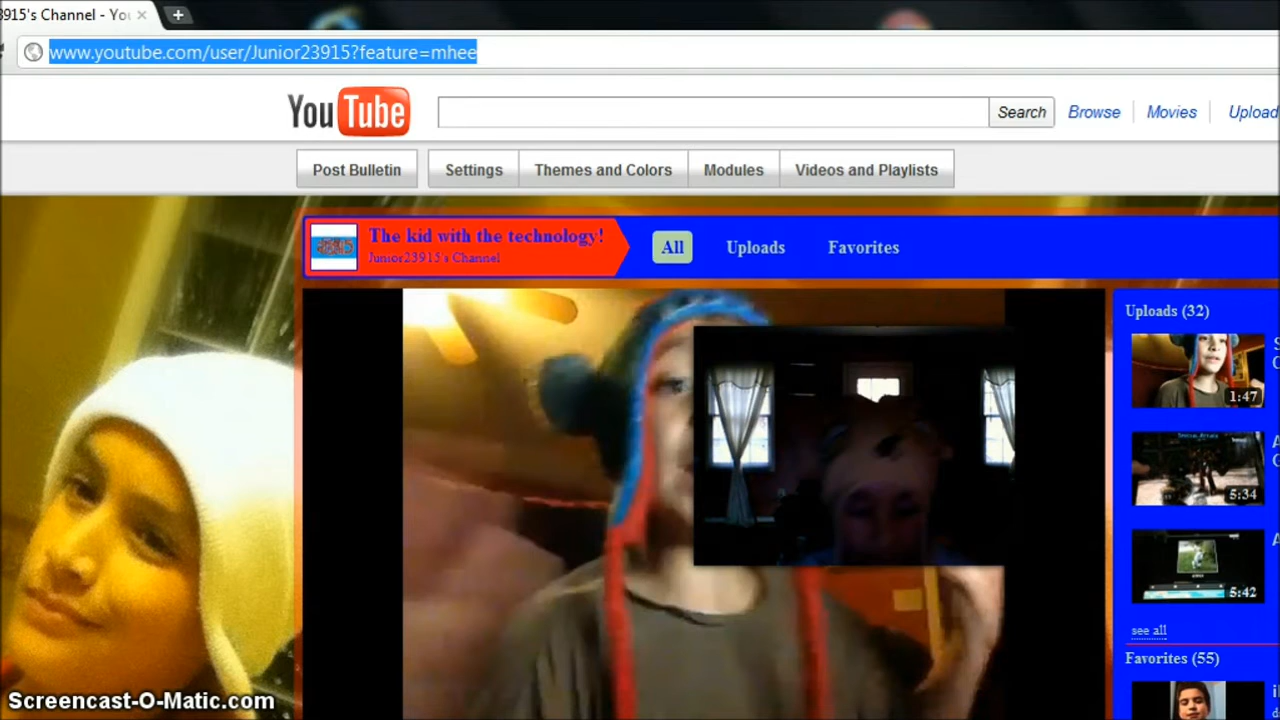 3915's Channel - You
www.youtube.com/user/Junior23915?feature=mhee
YouTube
Search
Browse
Movies
Upload
Post Bulletin
Settings
Themes and Colors
Modules
Videos and Playlists
The kid with the technology!
Junior23915's Channel
All
Uploads
Favorites
Uploads (32)
1:47
5:34
5:42
see all
Favorites (55)
Screencast-O-Matic.com